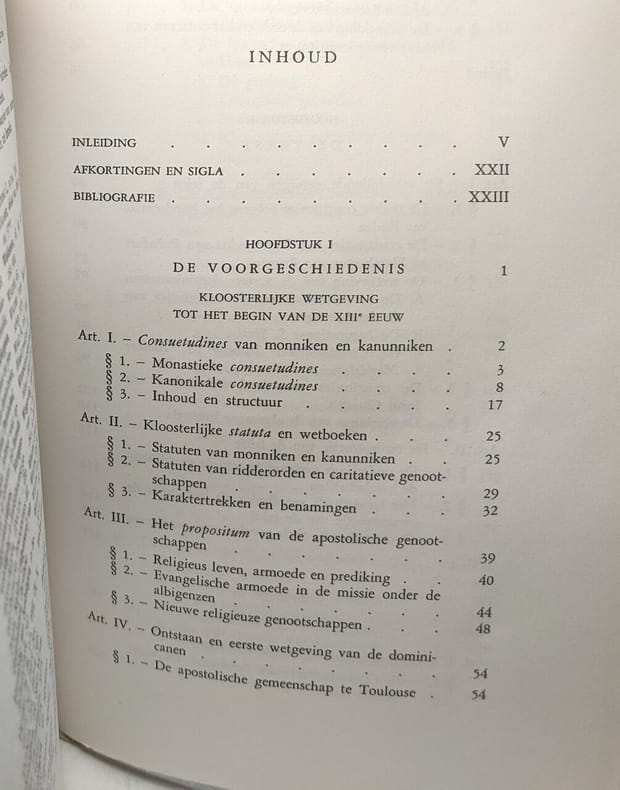 INHOUD
INLEIDING . . . . . . . . . V
AFKORTINGEN EN SIGLA . . . . . . . XXII
BIBLIOGRAFIE . . . . . . . . . XXIII
HOOFDSTUK I
DE VOORGESCHIEDENIS 1
KLOOSTERLIJKE WETGEVING
TOT HET BEGIN VAN DE XIIIe EEUW
Art. I. – Consuetudines van monniken en kanunniken . 2
§ 1. – Monastieke consuetudines . . . . 3
§ 2. – Kanonikale consuetudines . . . . 8
§ 3. – Inhoud en structuur . . . . . 17
Art. II. – Kloosterlijke statuta en wetboeken . . . 25
§ 1. – Statuten van monniken en kanunniken . . 25
§ 2. – Statuten van ridderorden en caritatieve genoot-
schappen . . . . . . . 29
§ 3. – Karaktertrekken en benamingen . . . 32
Art. III. – Het propositum van de apostolische genoot-
schappen . . . . . . . 39
§ 1. – Religieus leven, armoede en prediking . . 40
§ 2. – Evangelische armoede in de missie onder de
albigenzen . . . . . . . 44
§ 3. – Nieuwe religieuze genootschappen . . . 48
Art. IV. – Ontstaan en eerste wetgeving van de domini-
canen . . . . . . . . 54
§ 1. – De apostolische gemeenschap te Toulouse . 54